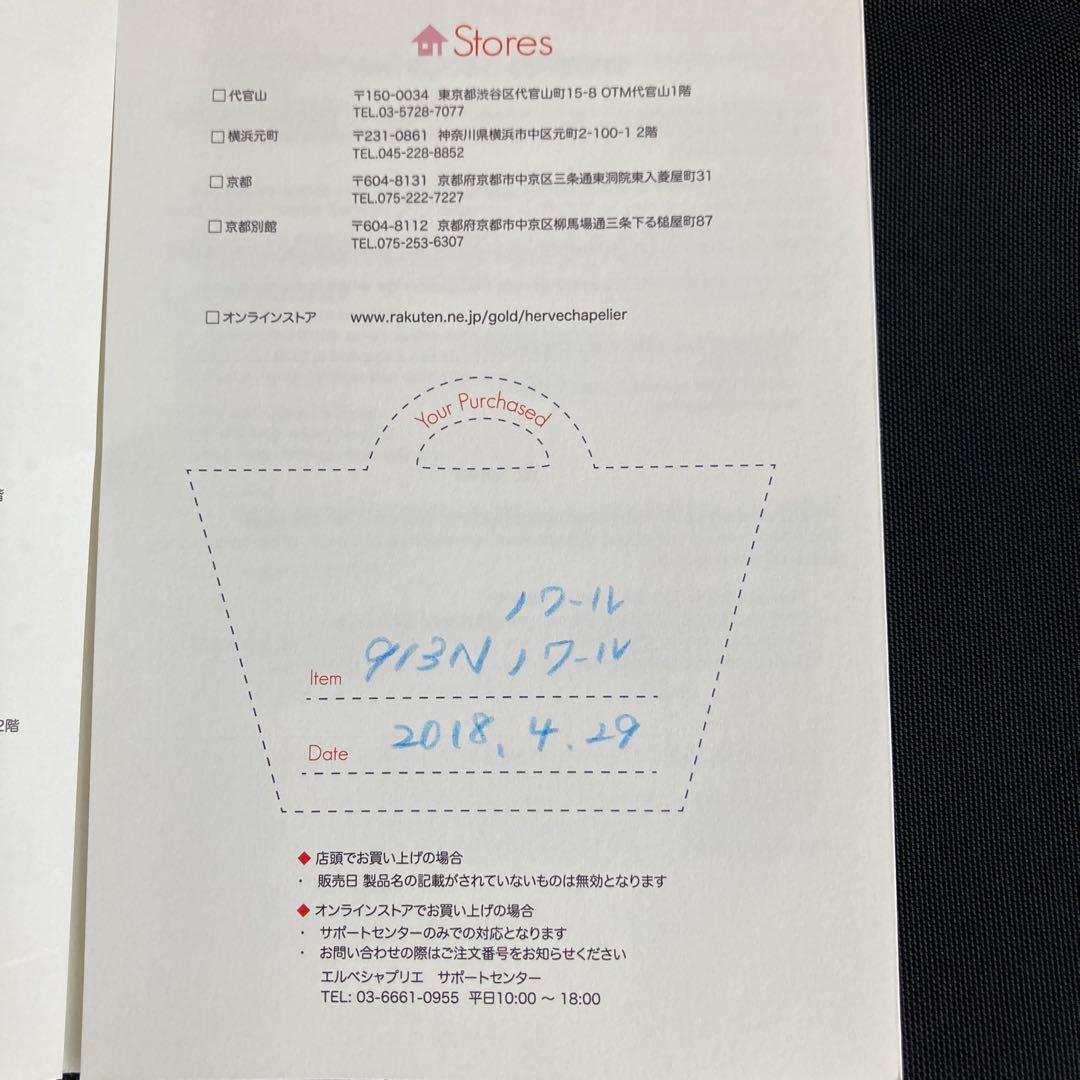 Stores
□代官山 〒150-0034 東京都渋谷区代官山町15-8 OTM代官山1階
TEL.03-5728-7077
□横浜元町 〒231-0861 神奈川県横浜市中区元町2-100-1 2階
TEL.045-228-8852
□京都 〒604-8131 京都府京都市中京区三条通東洞院東入菱屋町31
TEL.075-222-7227
□京都別館 〒604-8112 京都府京都市中京区柳馬場通三条下る槌屋町87
TEL.075-253-6307
□オンラインストア www.rakuten.ne.jp/gold/hervechapelier
Your Purchased
ノワール
Item 913N ノワール
Date 2018.4.29
◆ 店頭でお買い上げの場合
・ 販売日 製品名の記載がされていないものは無効となります
◆ オンラインストアでお買い上げの場合
・ サポートセンターのみでの対応となります
・ お問い合わせの際はご注文番号をお知らせください
エルベシャプリエ サポートセンター
TEL: 03-6661-0955 平日10:00 ～ 18:00
階
2階